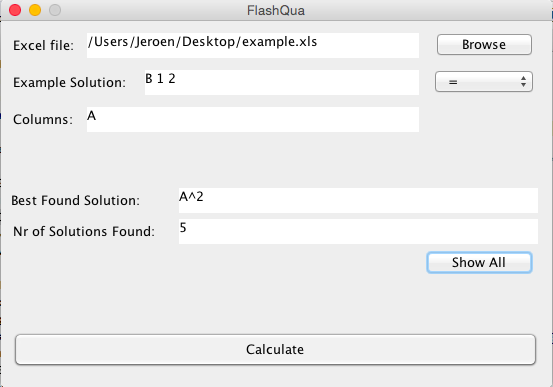 FlashQua
Excel file: /Users/Jeroen/Desktop/example.xls Browse
Example Solution: B 1 2 =
Columns: A
Best Found Solution: A^2
Nr of Solutions Found: 5
Show All
Calculate